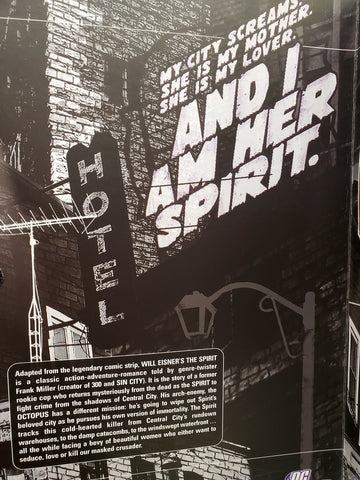 MY CITY SCREAMS.
SHE IS MY MOTHER.
SHE IS MY LOVER.
AND I
AM HER
SPiRiT.
HOTEL
Adapted from the legendary comic strip, WILL EISNER'S THE SPIRIT
is a classic action-adventure-romance told by genre-twister
Frank Miller (creator of 300 and SIN CITY). It is the story of a former
rookie cop who returns mysteriously from the dead as the SPIRIT to
fight crime from the shadows of Central City. His arch-enemy, the
OCTOPUS has a different mission: he's going to wipe out Spirit's
beloved city as he pursues his own version of immortality. The Spirit
tracks this cold-hearted killer from Central City's rundown
warehouses, to the damp catacombs, to the windswept waterfront ...
all the while facing a bevy of beautiful women who either want to
seduce, love or kill our masked crusader.